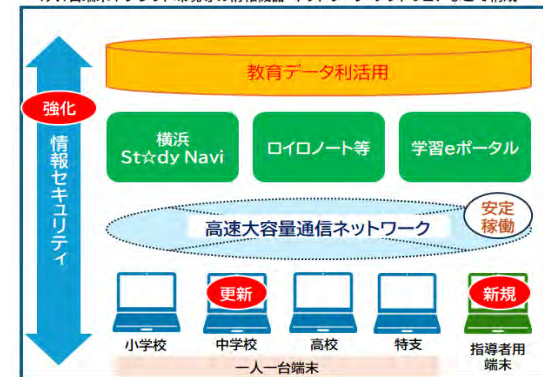 教育データ利活用
強化
情報セキュリティ
横浜
St☆dy Navi
ロイロノート等
学習eポータル
高速大容量通信ネットワーク
安定
稼働
更新
新規
小学校
中学校
高校
特支
指導者用
端末
一人一台端末